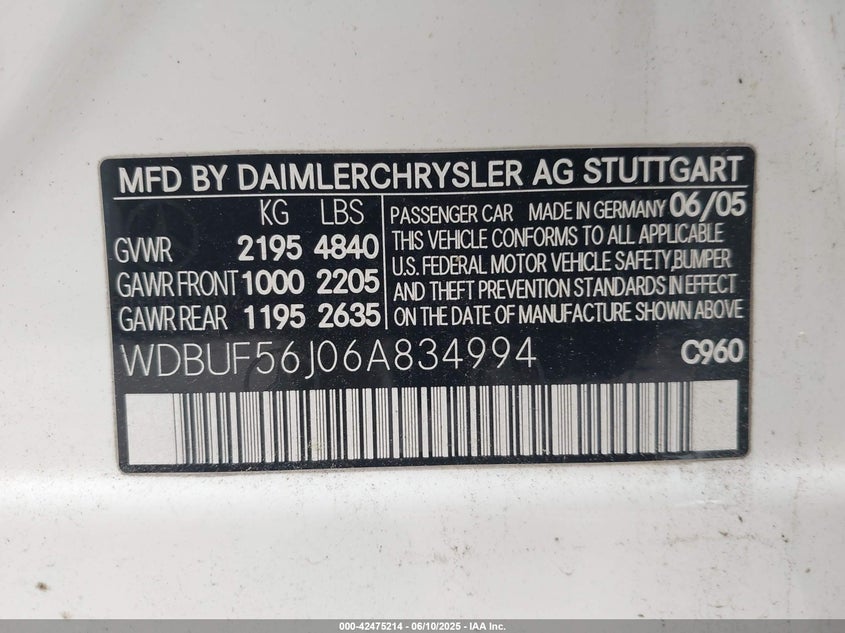 MFD BY DAIMLERCHRYSLER AG STUTTGART
KG LBS
GVWR 2195 4840
GAWR FRONT 1000 2205
GAWR REAR 1195 2635
PASSENGER CAR MADE IN GERMANY 06/05
THIS VEHICLE CONFORMS TO ALL APPLICABLE
U.S. FEDERAL MOTOR VEHICLE SAFETY,BUMPER
AND THEFT PREVENTION STANDARDS IN EFFECT
ON THE DATE OF MANUFACTURE SHOWN ABOVE
WDBUF56J06A834994 C960
000-42475214 - 06/10/2025 - IAA Inc.